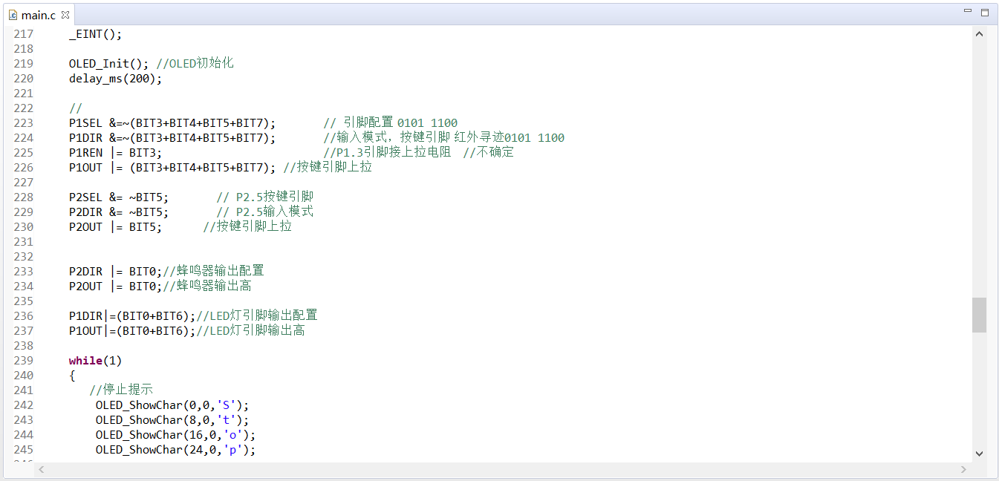 main.c
217 _EINT();
218
219 OLED_Init(); //OLED初始化
220 delay_ms(200);
221
222 //
223 P1SEL &=~(BIT3+BIT4+BIT5+BIT7); // 引脚配置 0101 1100
224 P1DIR &=~(BIT3+BIT4+BIT5+BIT7); //输入模式，按键引脚 红外寻迹0101 1100
225 P1REN |= BIT3; //P1.3引脚接上拉电阻 //不确定
226 P1OUT |= (BIT3+BIT4+BIT5+BIT7); //按键引脚上拉
227
228 P2SEL &= ~BIT5; // P2.5按键引脚
229 P2DIR &= ~BIT5; // P2.5输入模式
230 P2OUT |= BIT5; //按键引脚上拉
231
232
233 P2DIR |= BIT0;//蜂鸣器输出配置
234 P2OUT |= BIT0;//蜂鸣器输出高
235
236 P1DIR|=(BIT0+BIT6);//LED灯引脚输出配置
237 P1OUT|=(BIT0+BIT6);//LED灯引脚输出高
238
239 while(1)
240 {
241 //停止提示
242 OLED_ShowChar(0,0,'S');
243 OLED_ShowChar(8,0,'t');
244 OLED_ShowChar(16,0,'o');
245 OLED_ShowChar(24,0,'p');